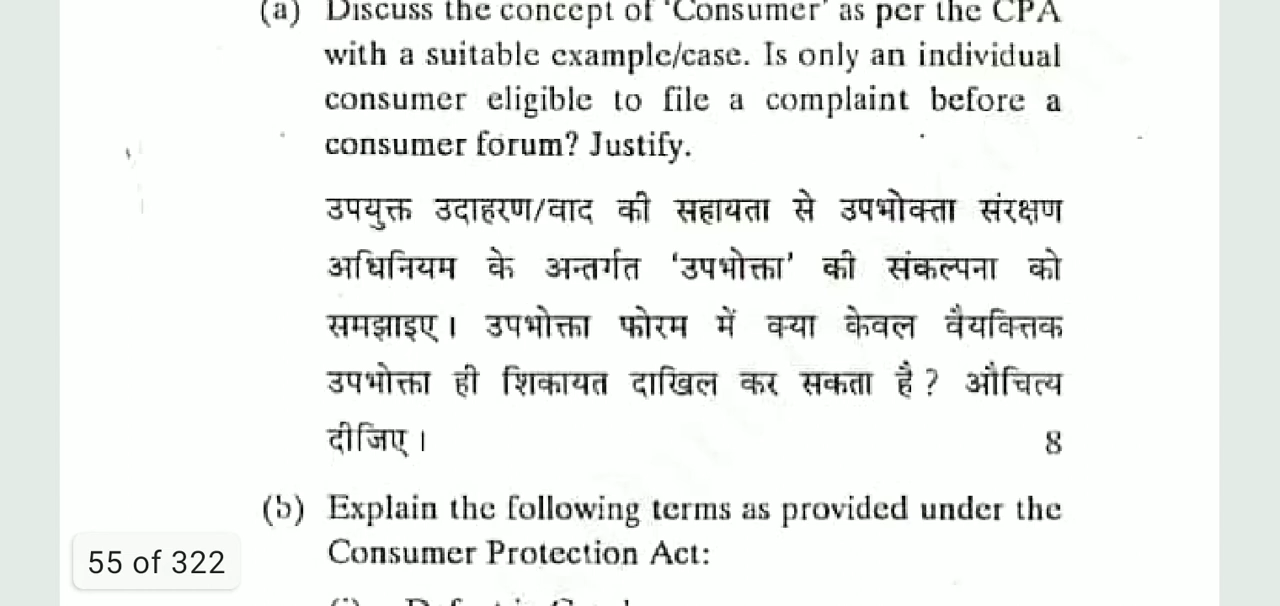 (a) Discuss the concept of 'Consumer' as per the CPA
with a suitable example/case. Is only an individual
consumer eligible to file a complaint before a
consumer forum? Justify.
उपयुक्त उदाहरण/वाद की सहायता से उपभोक्ता संरक्षण
अधिनियम के अन्तर्गत 'उपभोक्ता' की संकल्पना को
समझाइए। उपभोक्ता फोरम में क्या केवल वैयक्तिक
उपभोक्ता ही शिकायत दाखिल कर सकता है? औचित्य
दीजिए। 8
(b) Explain the following terms as provided under the
Consumer Protection Act:
55 of 322